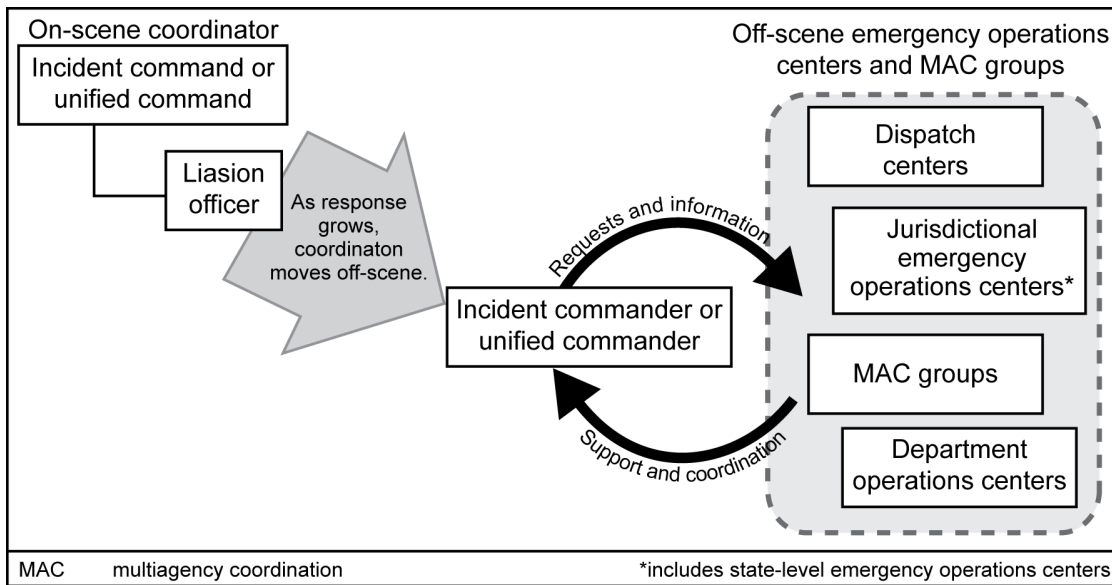 On-scene coordinator
Incident command or
unified command
Liasion
officer
As response
grows,
coordinaton
moves off-scene.
Requests and information
Incident commander or
unified commander
Support and coordination
Off-scene emergency operations
centers and MAC groups
Dispatch
centers
Jurisdictional
emergency
operations centers*
MAC groups
Department
operations centers
MAC multiagency coordination
*includes state-level emergency operations centers